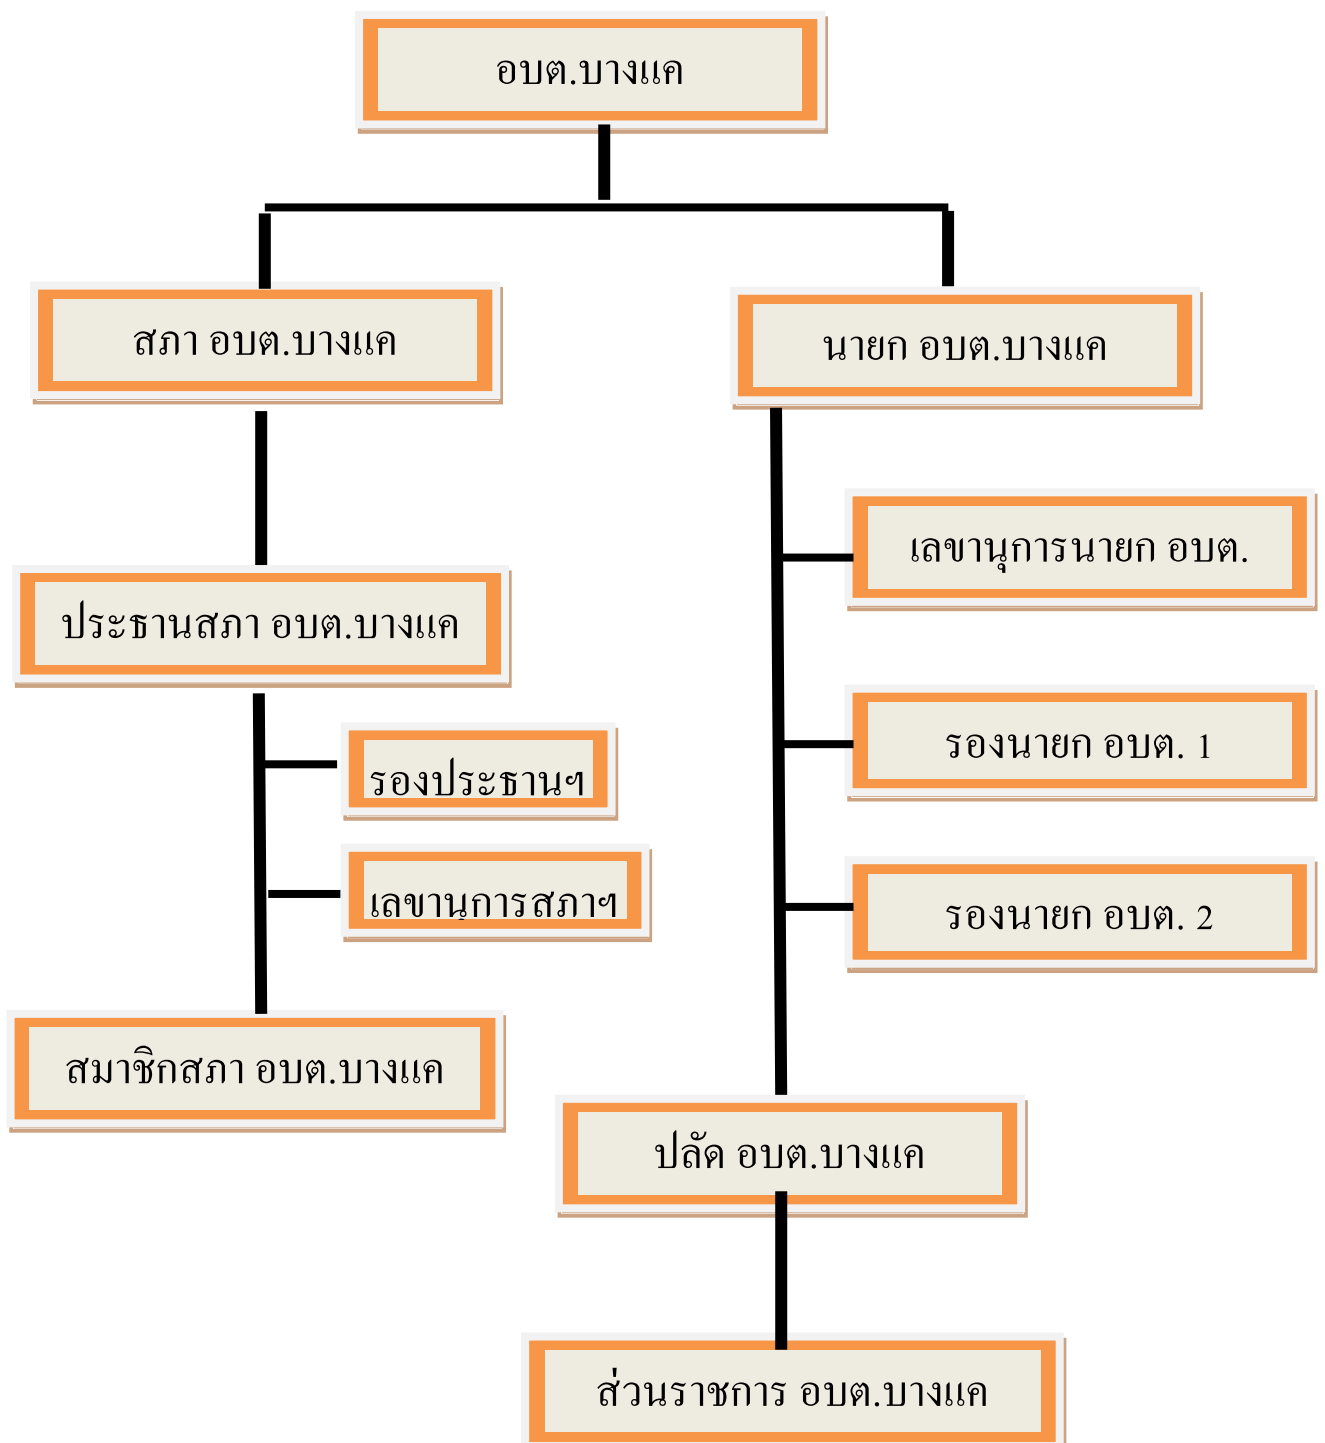 อบต.บางแค
สภา อบต.บางแค
นายก อบต.บางแค
เลขานุการนายก อบต.
ประธานสภา อบต.บางแค
รองนายก อบต. 1
รองประธานฯ
เลขานุการสภาฯ
รองนายก อบต. 2
สมาชิกสภา อบต.บางแค
ปลัด อบต.บางแค
ส่วนราชการ อบต.บางแค